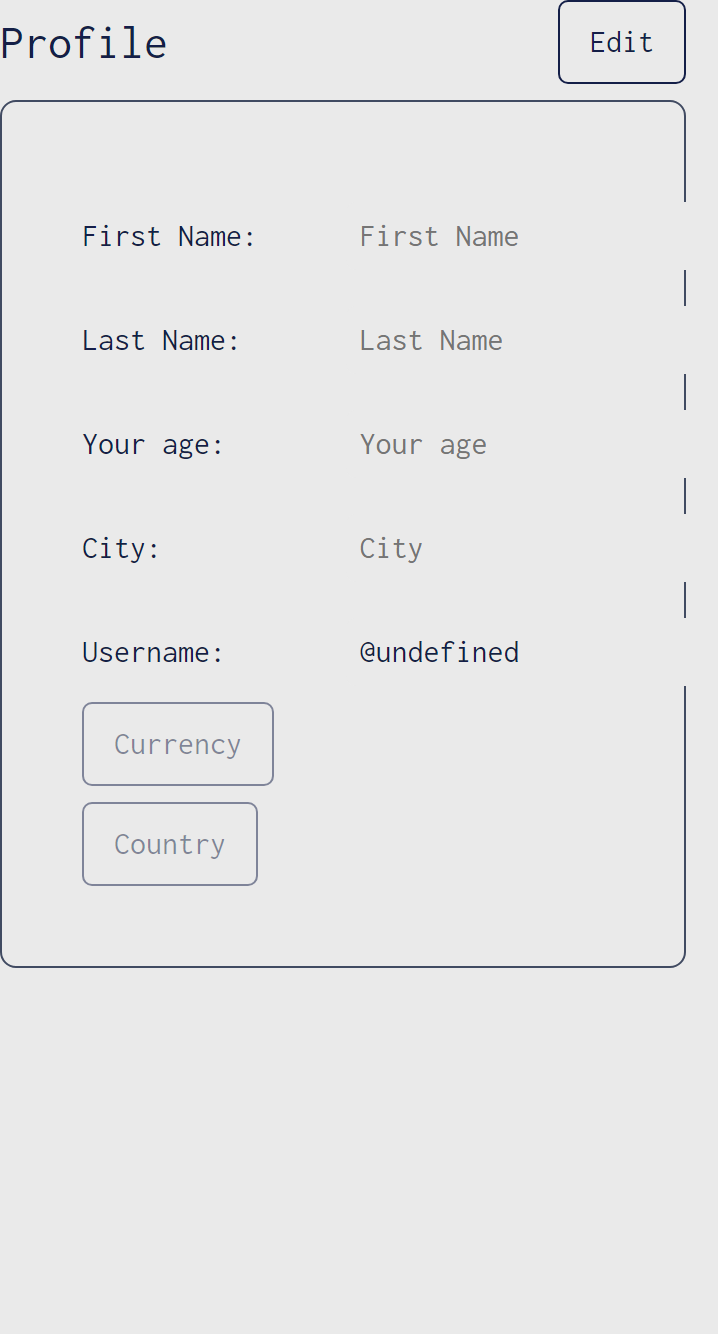 Profile
Edit
First Name: First Name
Last Name: Last Name
Your age: Your age
City: City
Username: @undefined
Currency
Country